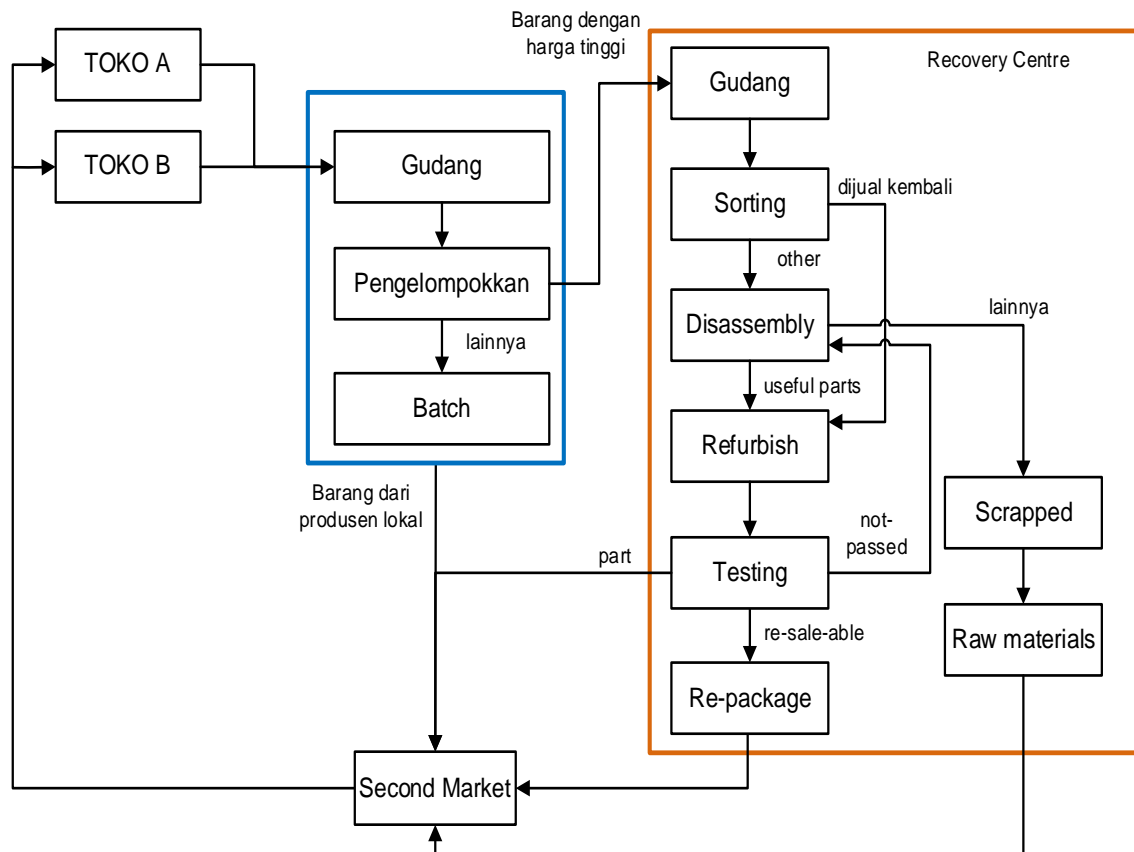 Barang dengan
harga tinggi
TOKO A
Recovery Centre
Gudang
TOKO B
Gudang
Sorting
dijual kembali
other
Pengelompokkan
lainnya
Disassembly
lainnya
useful parts
Batch
Refurbish
Barang dari
produsen lokal
Scrapped
not-
passed
part
Testing
re-sale-able
Raw materials
Re-package
Second Market